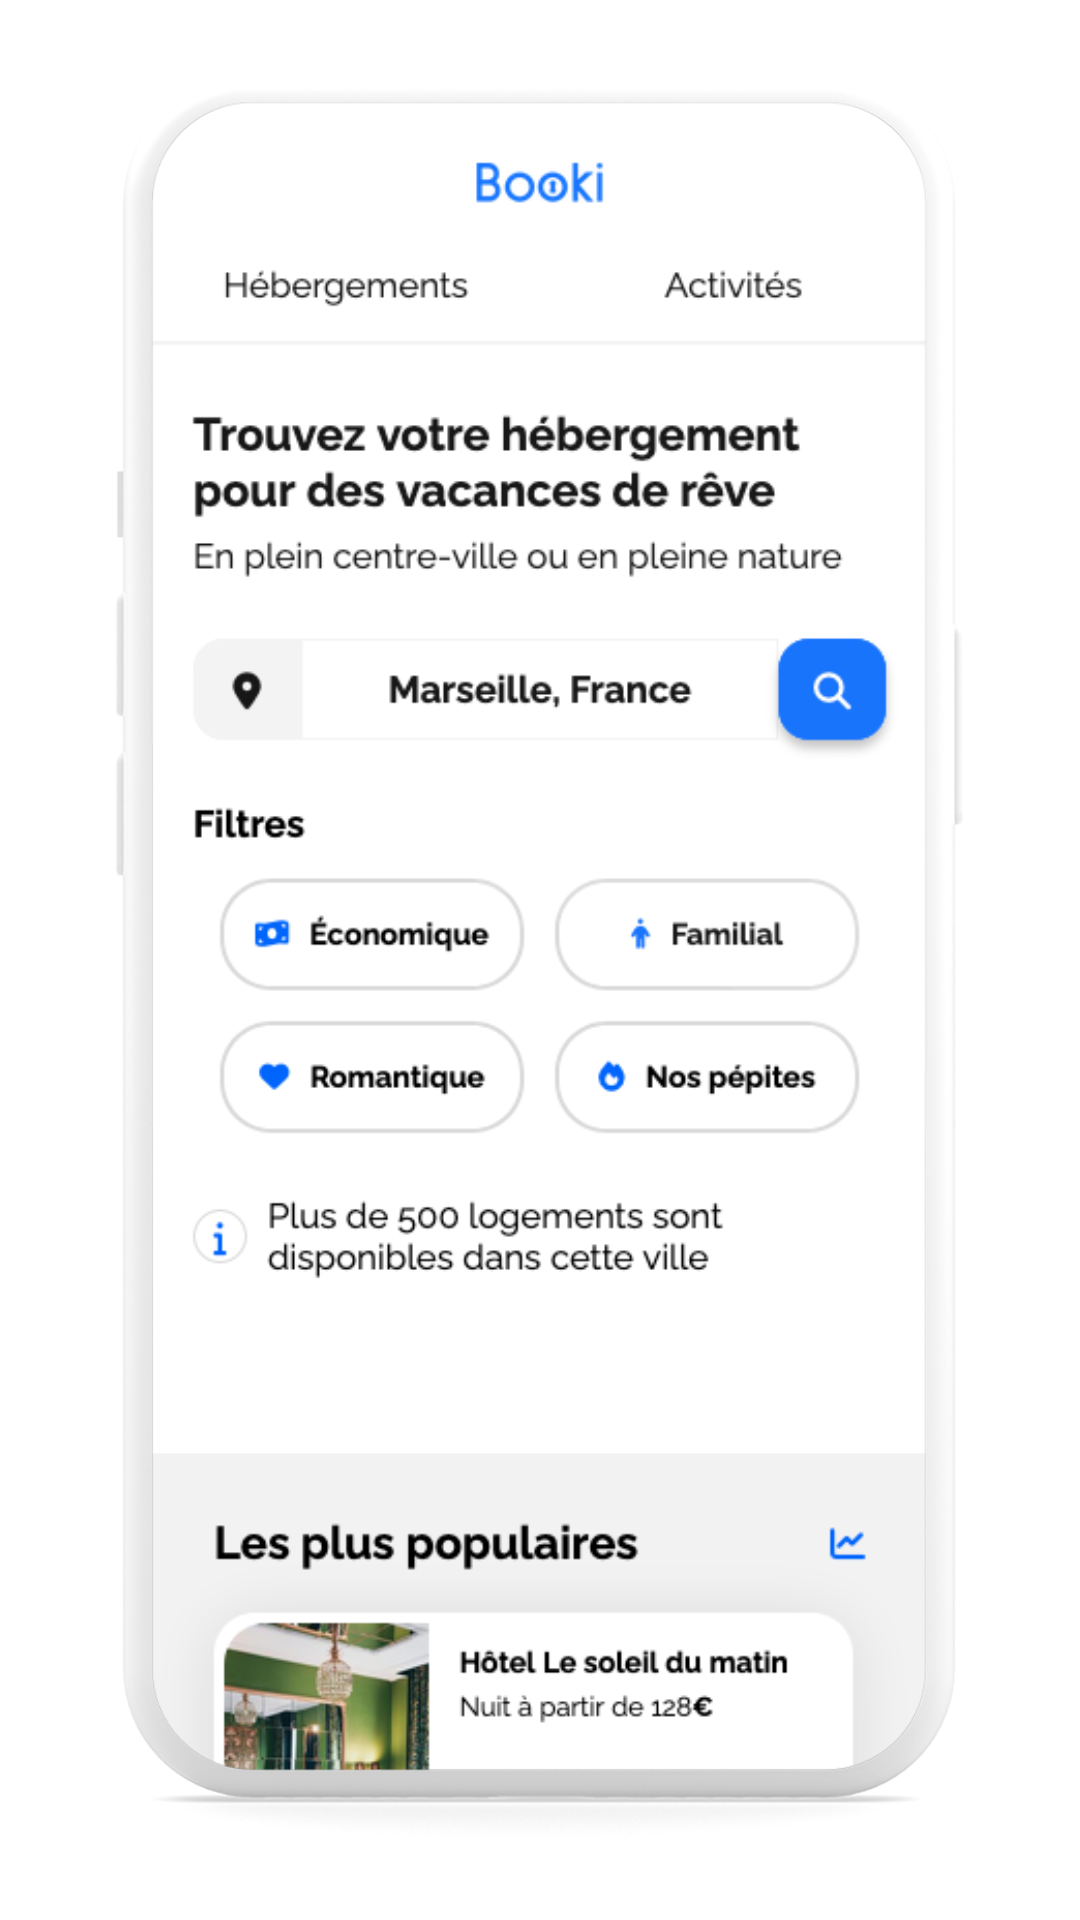 Booki
Hébergements Activités
Trouvez votre hébergement
pour des vacances de rêve
En plein centre-ville ou en pleine nature
Marseille, France
Filtres
Économique Familial
Romantique Nos pépites
Plus de 500 logements sont
disponibles dans cette ville
Les plus populaires
Hôtel Le soleil du matin
Nuit à partir de 128€